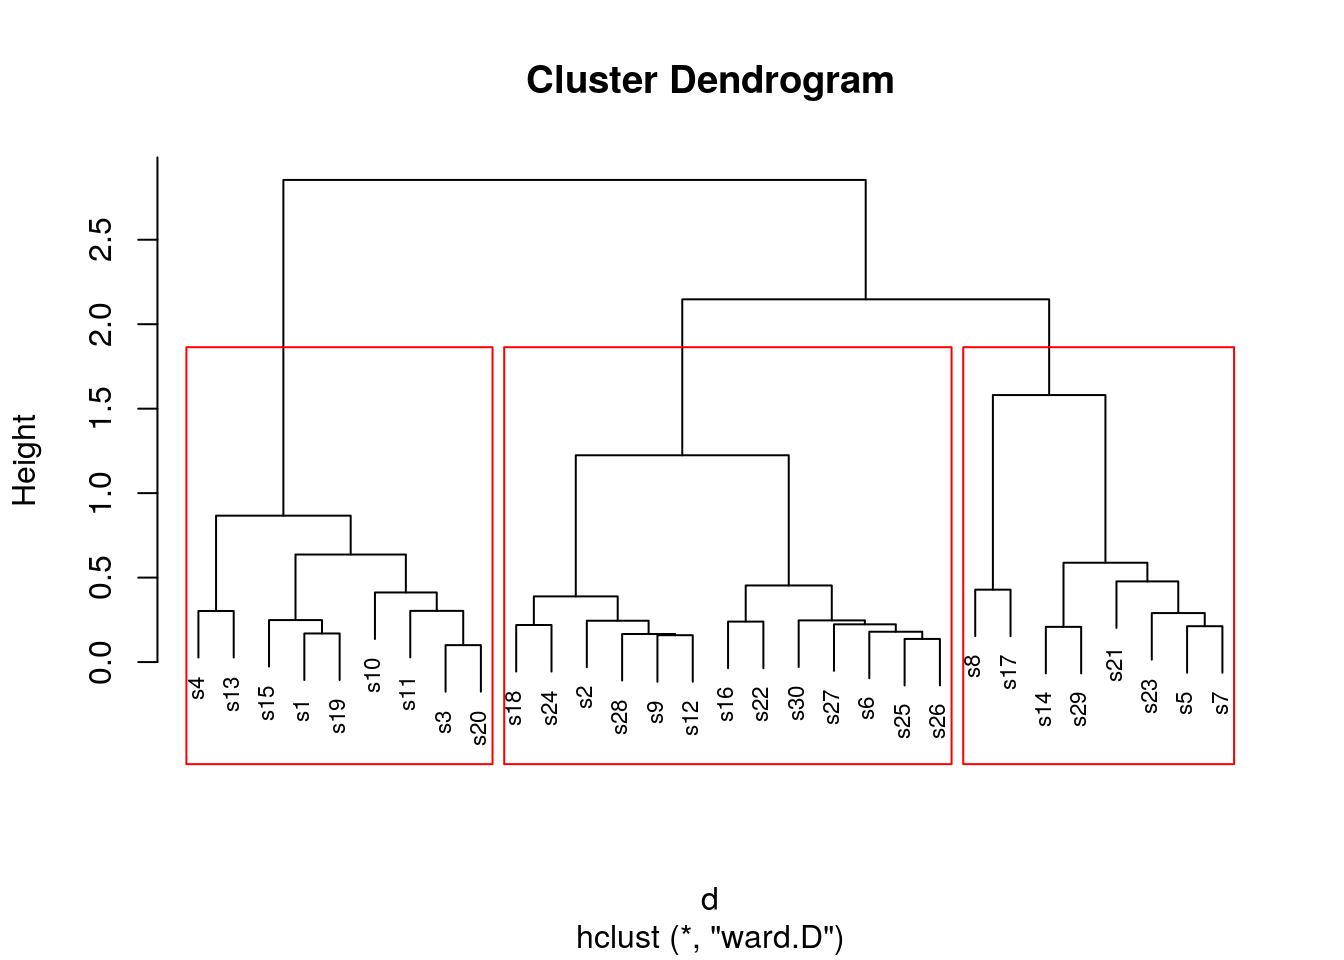 Cluster Dendrogram
Height
2.5
2.0
1.5
1.0
0.5
0.0
s4
s13
s15
s1
s19
s10
s11
s3
s20
s18
s24
s2
s28
s9
s12
s16
s22
s30
s27
s6
s25
s26
s8
s17
s14
s29
s21
s23
s5
s7
d
hclust (*, "ward.D")